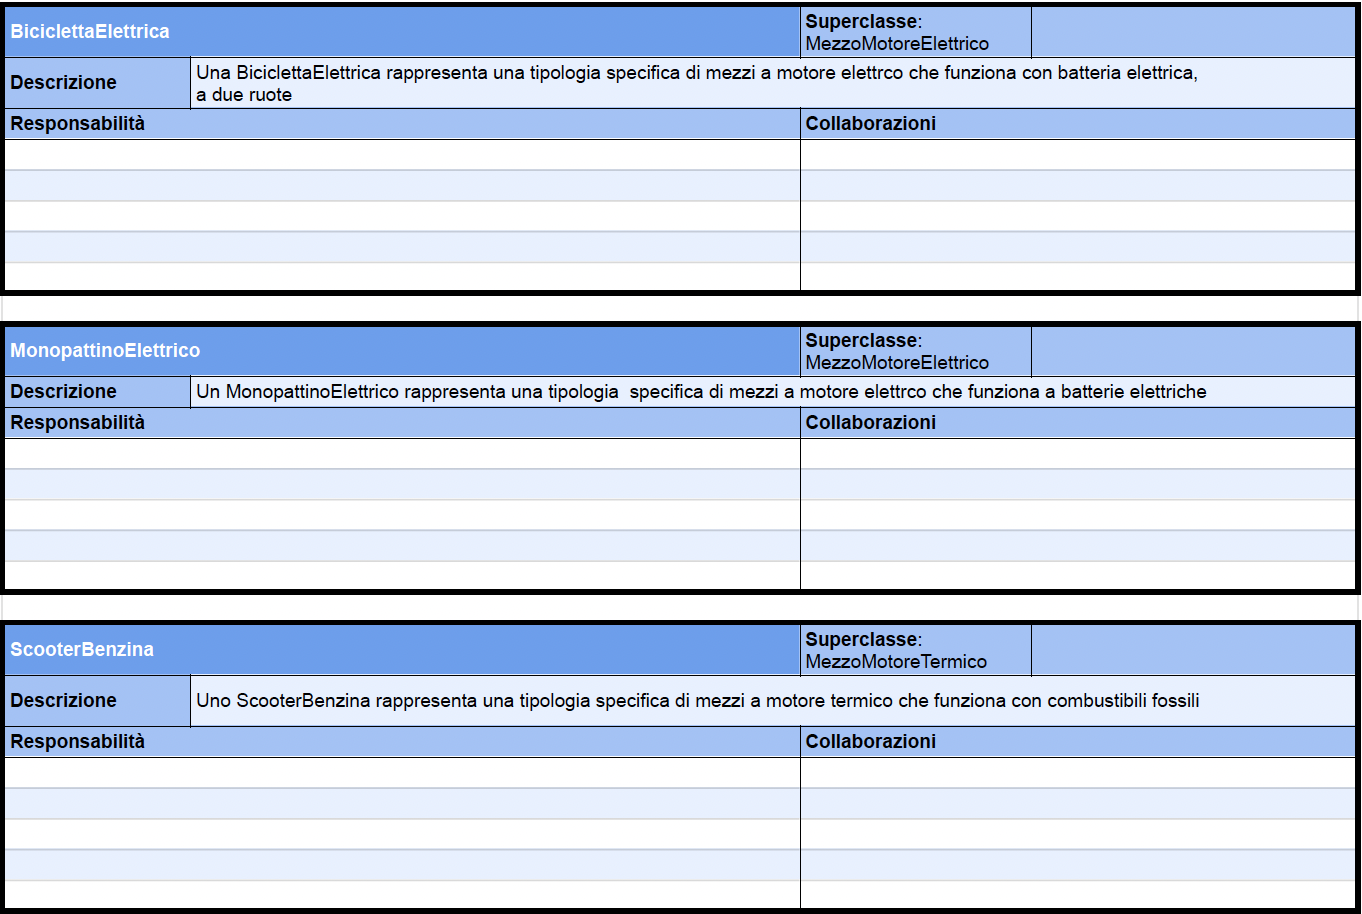 BiciclettaElettrica
Superclasse:
MezzoMotoreElettrico
Descrizione
Una BiciclettaElettrica rappresenta una tipologia specifica di mezzi a motore elettrco che funziona con batteria elettrica,
a due ruote
Responsabilità
Collaborazioni
MonopattinoElettrico
Superclasse:
MezzoMotoreElettrico
Descrizione
Un MonopattinoElettrico rappresenta una tipologia  specifica di mezzi a motore elettrco che funziona a batterie elettriche
Responsabilità
Collaborazioni
ScooterBenzina
Superclasse:
MezzoMotoreTermico
Descrizione
Uno ScooterBenzina rappresenta una tipologia specifica di mezzi a motore termico che funziona con combustibili fossili
Responsabilità
Collaborazioni